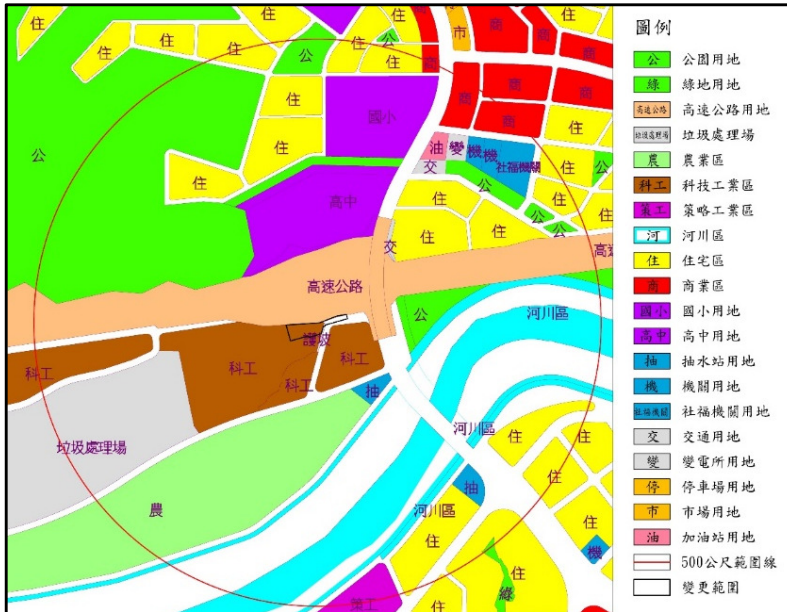 住
住
住
公
住
公
市
商
商
商
商
商
商
商
商
住
住
國小
公
住
住
油
變
機
機
社福機關
交
公
住
公
住
高中
公
公
住
住
住
交
高速公路
高速
公
河川區
護坡
科工
科工
科工
科工
抽
垃圾處理場
農
河川區
住
住
住
抽
河川區
住
住
機
綠
住
策工
圖例
公 公園用地
綠 綠地用地
高速公路 高速公路用地
垃圾處理場 垃圾處理場
農 農業區
科工 科技工業區
策工 策略工業區
河 河川區
住 住宅區
商 商業區
國小 國小用地
高中 高中用地
抽 抽水站用地
機 機關用地
社福機關 社福機關用地
交 交通用地
變 變電所用地
停 停車場用地
市 市場用地
油 加油站用地
500公尺範圍線
變更範圍